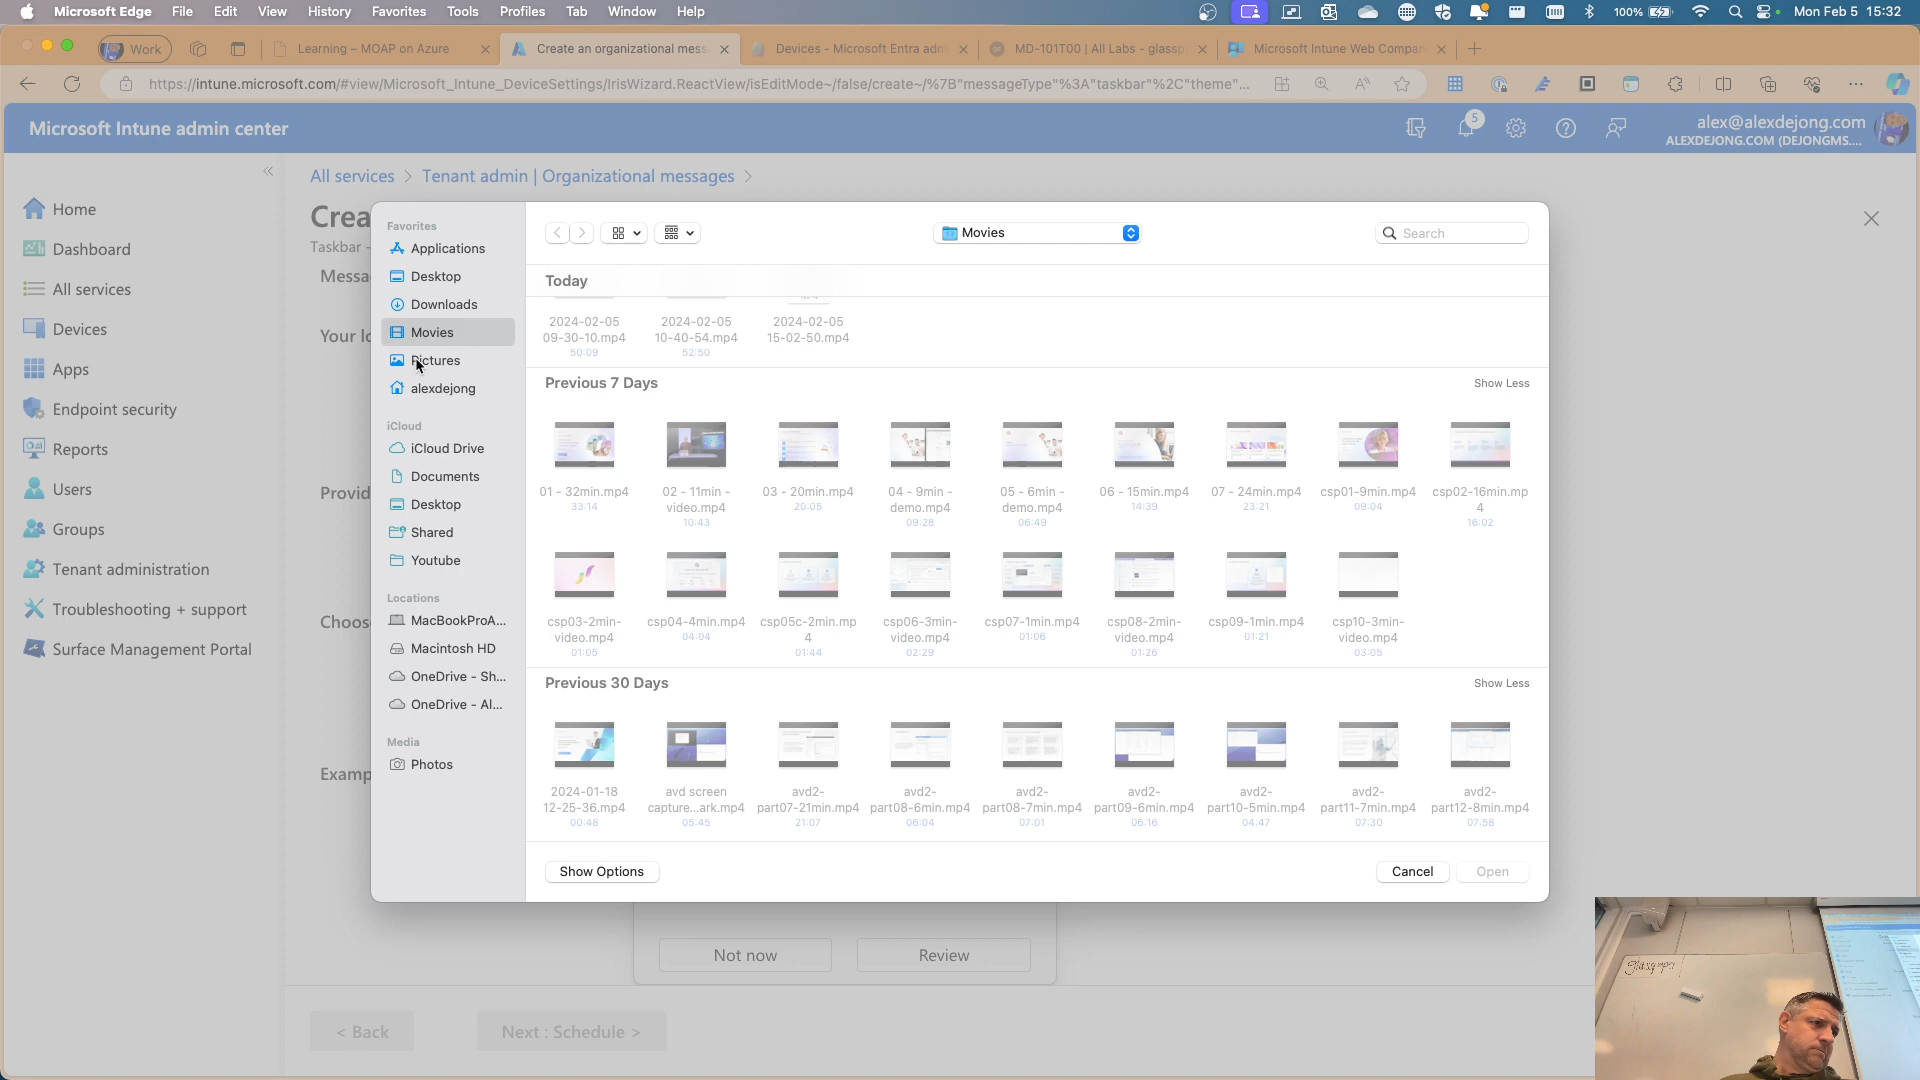 Microsoft Edge File Edit View History Favorites Tools Profiles Tab Window Help
100% Mon Feb 5 15:32
Work
Learning – MOAP on Azure
Create an organizational mess
Devices - Microsoft Entra adm
MD-101T00 | All Labs - glassp
Microsoft Intune Web Compan
https://intune.microsoft.com/#view/Microsoft_Intune_DeviceSettings/IrisWizard.ReactView/isEditMode~/false/create~/%7B"messageType"%3A"taskbar"%2C"theme"...
Microsoft Intune admin center
5
alex@alexdejong.com
ALEXDEJONG.COM (DEJONGMS....
Home
Dashboard
All services
Devices
Apps
Endpoint security
Reports
Users
Groups
Tenant administration
Troubleshooting + support
Surface Management Portal
All services > Tenant admin | Organizational messages >
Crea
Taskbar -
Messa
Your lo
Provid
Choos
Examp
Favorites
Applications
Desktop
Downloads
Movies
Pictures
alexdejong
iCloud
iCloud Drive
Documents
Desktop
Shared
Youtube
Locations
MacBookProA...
Macintosh HD
OneDrive - Sh...
OneDrive - Al...
Media
Photos
Movies
Search
Today
2024-02-05 09-30-10.mp4 50:09
2024-02-05 10-40-54.mp4 52:50
2024-02-05 15-02-50.mp4
Previous 7 Days
Show Less
01 - 32min.mp4 33:14
02 - 11min - video.mp4 10:43
03 - 20min.mp4 20:05
04 - 9min - demo.mp4 09:28
05 - 6min - demo.mp4 06:49
06 - 15min.mp4 14:39
07 - 24min.mp4 23:21
csp01-9min.mp4 09:04
csp02-16min.mp4 16:02
csp03-2min-video.mp4 01:05
csp04-4min.mp4 04:04
csp05c-2min.mp4 01:44
csp06-3min-video.mp4 02:29
csp07-1min.mp4 01:06
csp08-2min-video.mp4 01:26
csp09-1min.mp4 01:21
csp10-3min-video.mp4 03:05
Previous 30 Days
Show Less
2024-01-18 12-25-36.mp4 00:48
avd screen capture...ark.mp4 05:45
avd2-part07-21min.mp4 21:07
avd2-part08-6min.mp4 06:04
avd2-part08-7min.mp4 07:01
avd2-part09-6min.mp4 06:16
avd2-part10-5min.mp4 04:47
avd2-part11-7min.mp4 07:30
avd2-part12-8min.mp4 07:58
Show Options
Cancel
Open
Not now
Review
< Back
Next : Schedule >